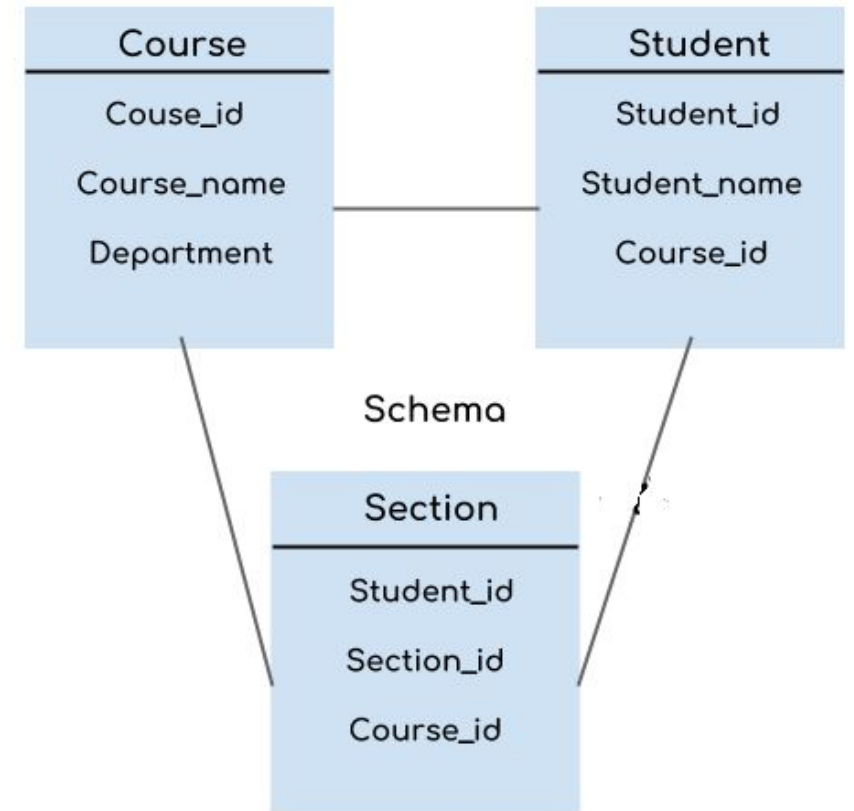 Course
Couse_id
Course_name
Department
Student
Student_id
Student_name
Course_id
Schema
Section
Student_id
Section_id
Course_id